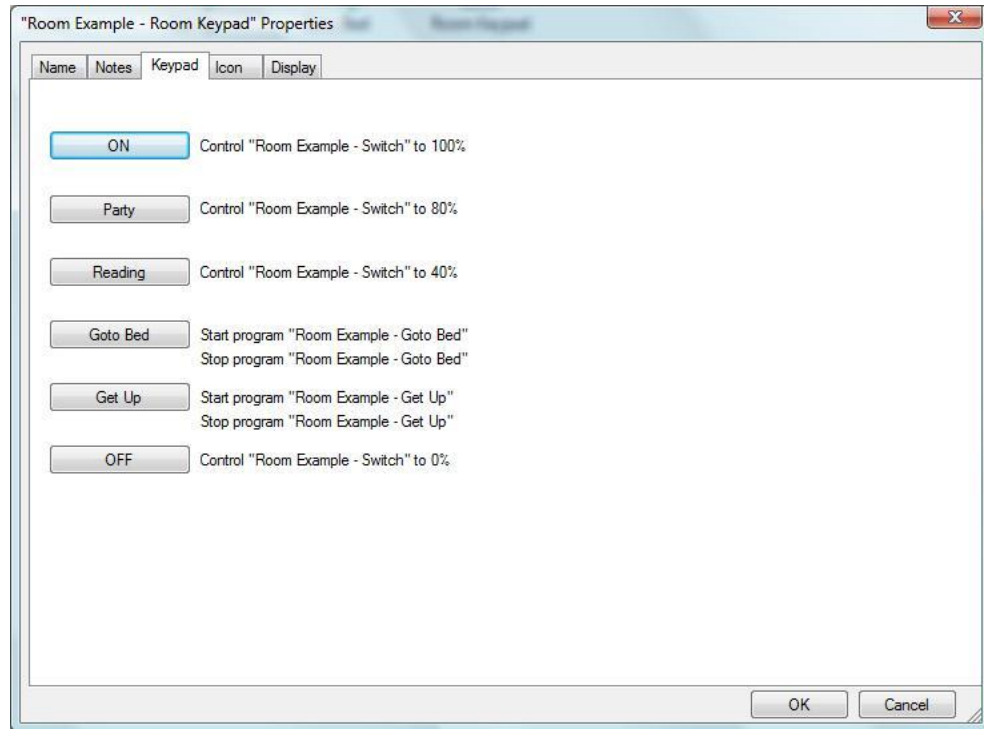 "Room Example - Room Keypad" Properties
Name Notes Keypad Icon Display
ON Control "Room Example - Switch" to 100%
Party Control "Room Example - Switch" to 80%
Reading Control "Room Example - Switch" to 40%
Goto Bed Start program "Room Example - Goto Bed"
Stop program "Room Example - Goto Bed"
Get Up Start program "Room Example - Get Up"
Stop program "Room Example - Get Up"
OFF Control "Room Example - Switch" to 0%
OK Cancel